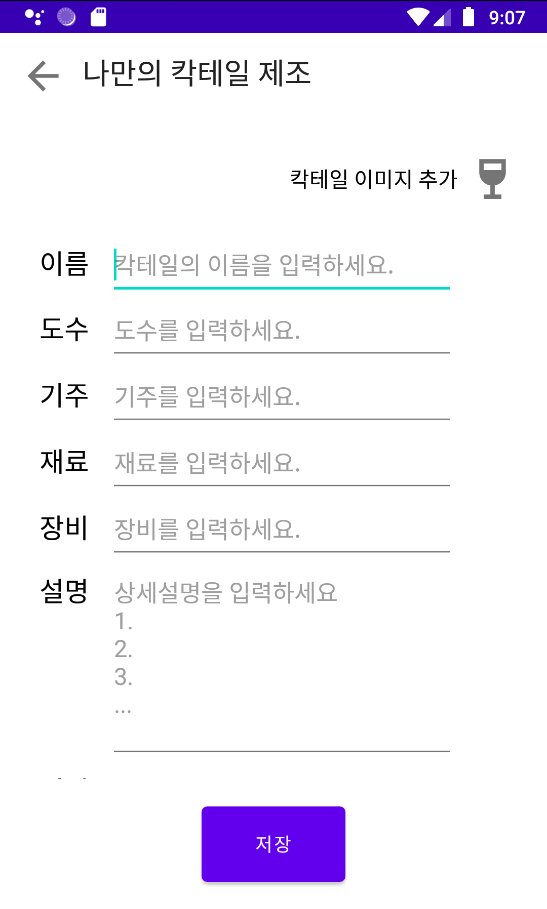 9:07
나만의 칵테일 제조
칵테일 이미지 추가
이름 칵테일의 이름을 입력하세요.
도수 도수를 입력하세요.
기주 기주를 입력하세요.
재료 재료를 입력하세요.
장비 장비를 입력하세요.
설명 상세설명을 입력하세요
1.
2.
3.
...
저장